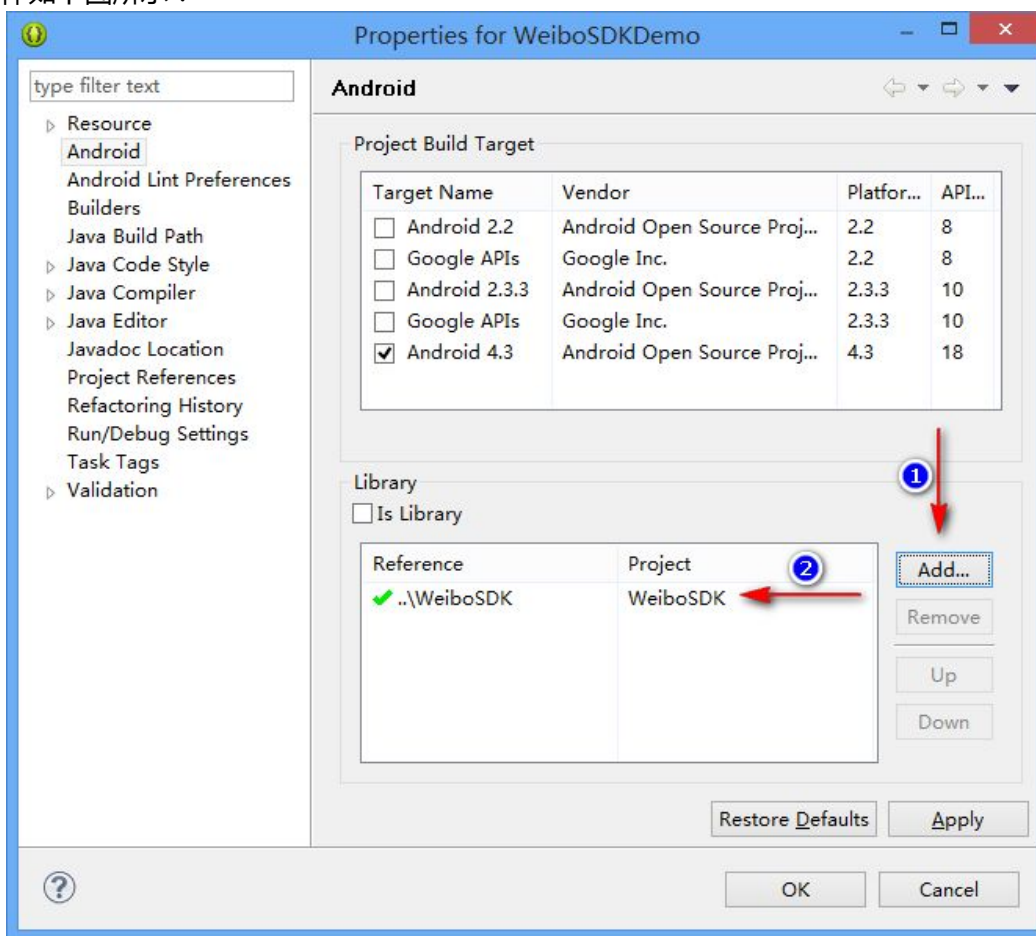 Properties for WeiboSDKDemo
type filter text
Resource
Android
Android Lint Preferences
Builders
Java Build Path
Java Code Style
Java Compiler
Java Editor
Javadoc Location
Project References
Refactoring History
Run/Debug Settings
Task Tags
Validation
Android
Project Build Target
Target Name Vendor Platfor... API...
Android 2.2 Android Open Source Proj... 2.2 8
Google APIs Google Inc. 2.2 8
Android 2.3.3 Android Open Source Proj... 2.3.3 10
Google APIs Google Inc. 2.3.3 10
Android 4.3 Android Open Source Proj... 4.3 18
1
Library
Is Library
Reference Project
2
..\WeiboSDK WeiboSDK
Add...
Remove
Up
Down
Restore Defaults Apply
? OK Cancel